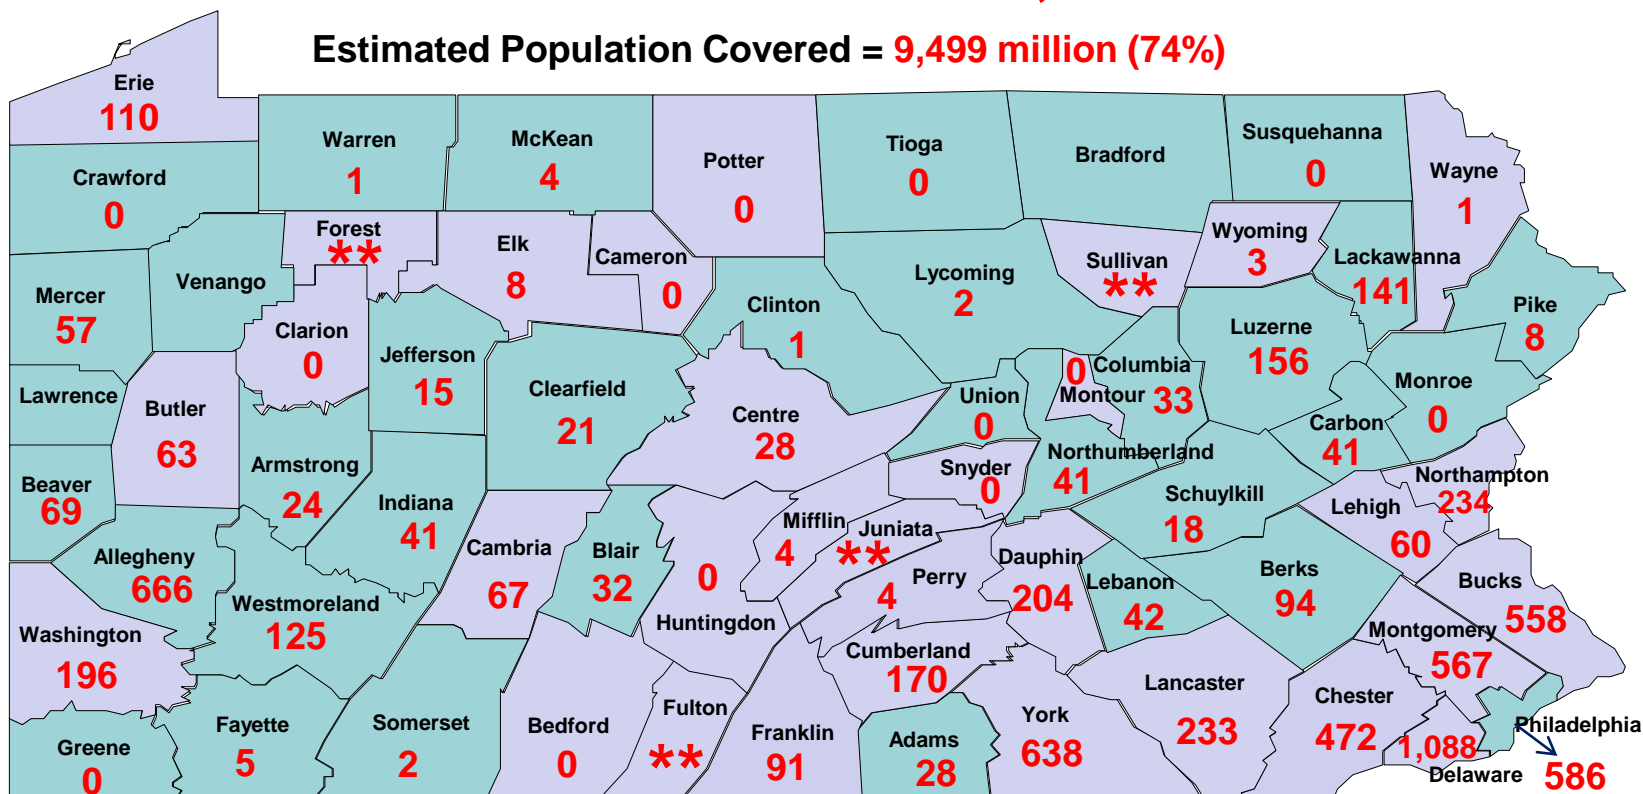 Estimated Population Covered = 9,499 million (74%)
Erie
110
Warren
1
McKean
4
Potter
0
Tioga
0
Bradford
Susquehanna
0
Wayne
1
Crawford
0
Forest
**
Elk
8
Cameron
0
Wyoming
3
Sullivan
**
Lackawanna
141
Lycoming
2
Venango
Mercer
57
Clinton
1
Pike
8
Clarion
0
Jefferson
15
Luzerne
156
Columbia
33
0
Montour
Monroe
0
Lawrence
Butler
63
Clearfield
21
Centre
28
Union
0
Carbon
41
Armstrong
24
Northumberland
41
Snyder
0
Northampton
234
Beaver
69
Indiana
41
Schuylkill
18
Lehigh
60
Mifflin
4
Juniata
**
Allegheny
666
Cambria
67
Blair
32
0
Huntingdon
Dauphin
204
Perry
4
Lebanon
42
Berks
94
Bucks
558
Westmoreland
125
Washington
196
Montgomery
567
Cumberland
170
Lancaster
233
Chester
472
Fulton
**
York
638
Fayette
5
Somerset
2
Bedford
0
Franklin
91
Adams
28
Philadelphia
586
Greene
0
1,088
Delaware